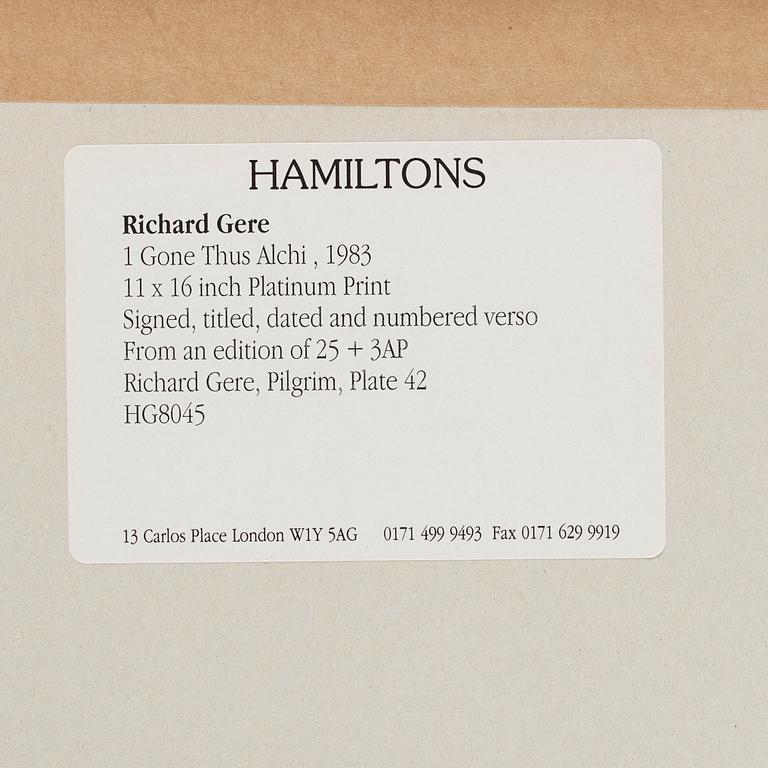 HAMILTONS
Richard Gere
1 Gone Thus Alchi , 1983
11 x 16 inch Platinum Print
Signed, titled, dated and numbered verso
From an edition of 25 + 3AP
Richard Gere, Pilgrim, Plate 42
HG8045
13 Carlos Place London W1Y 5AG 0171 499 9493 Fax 0171 629 9919